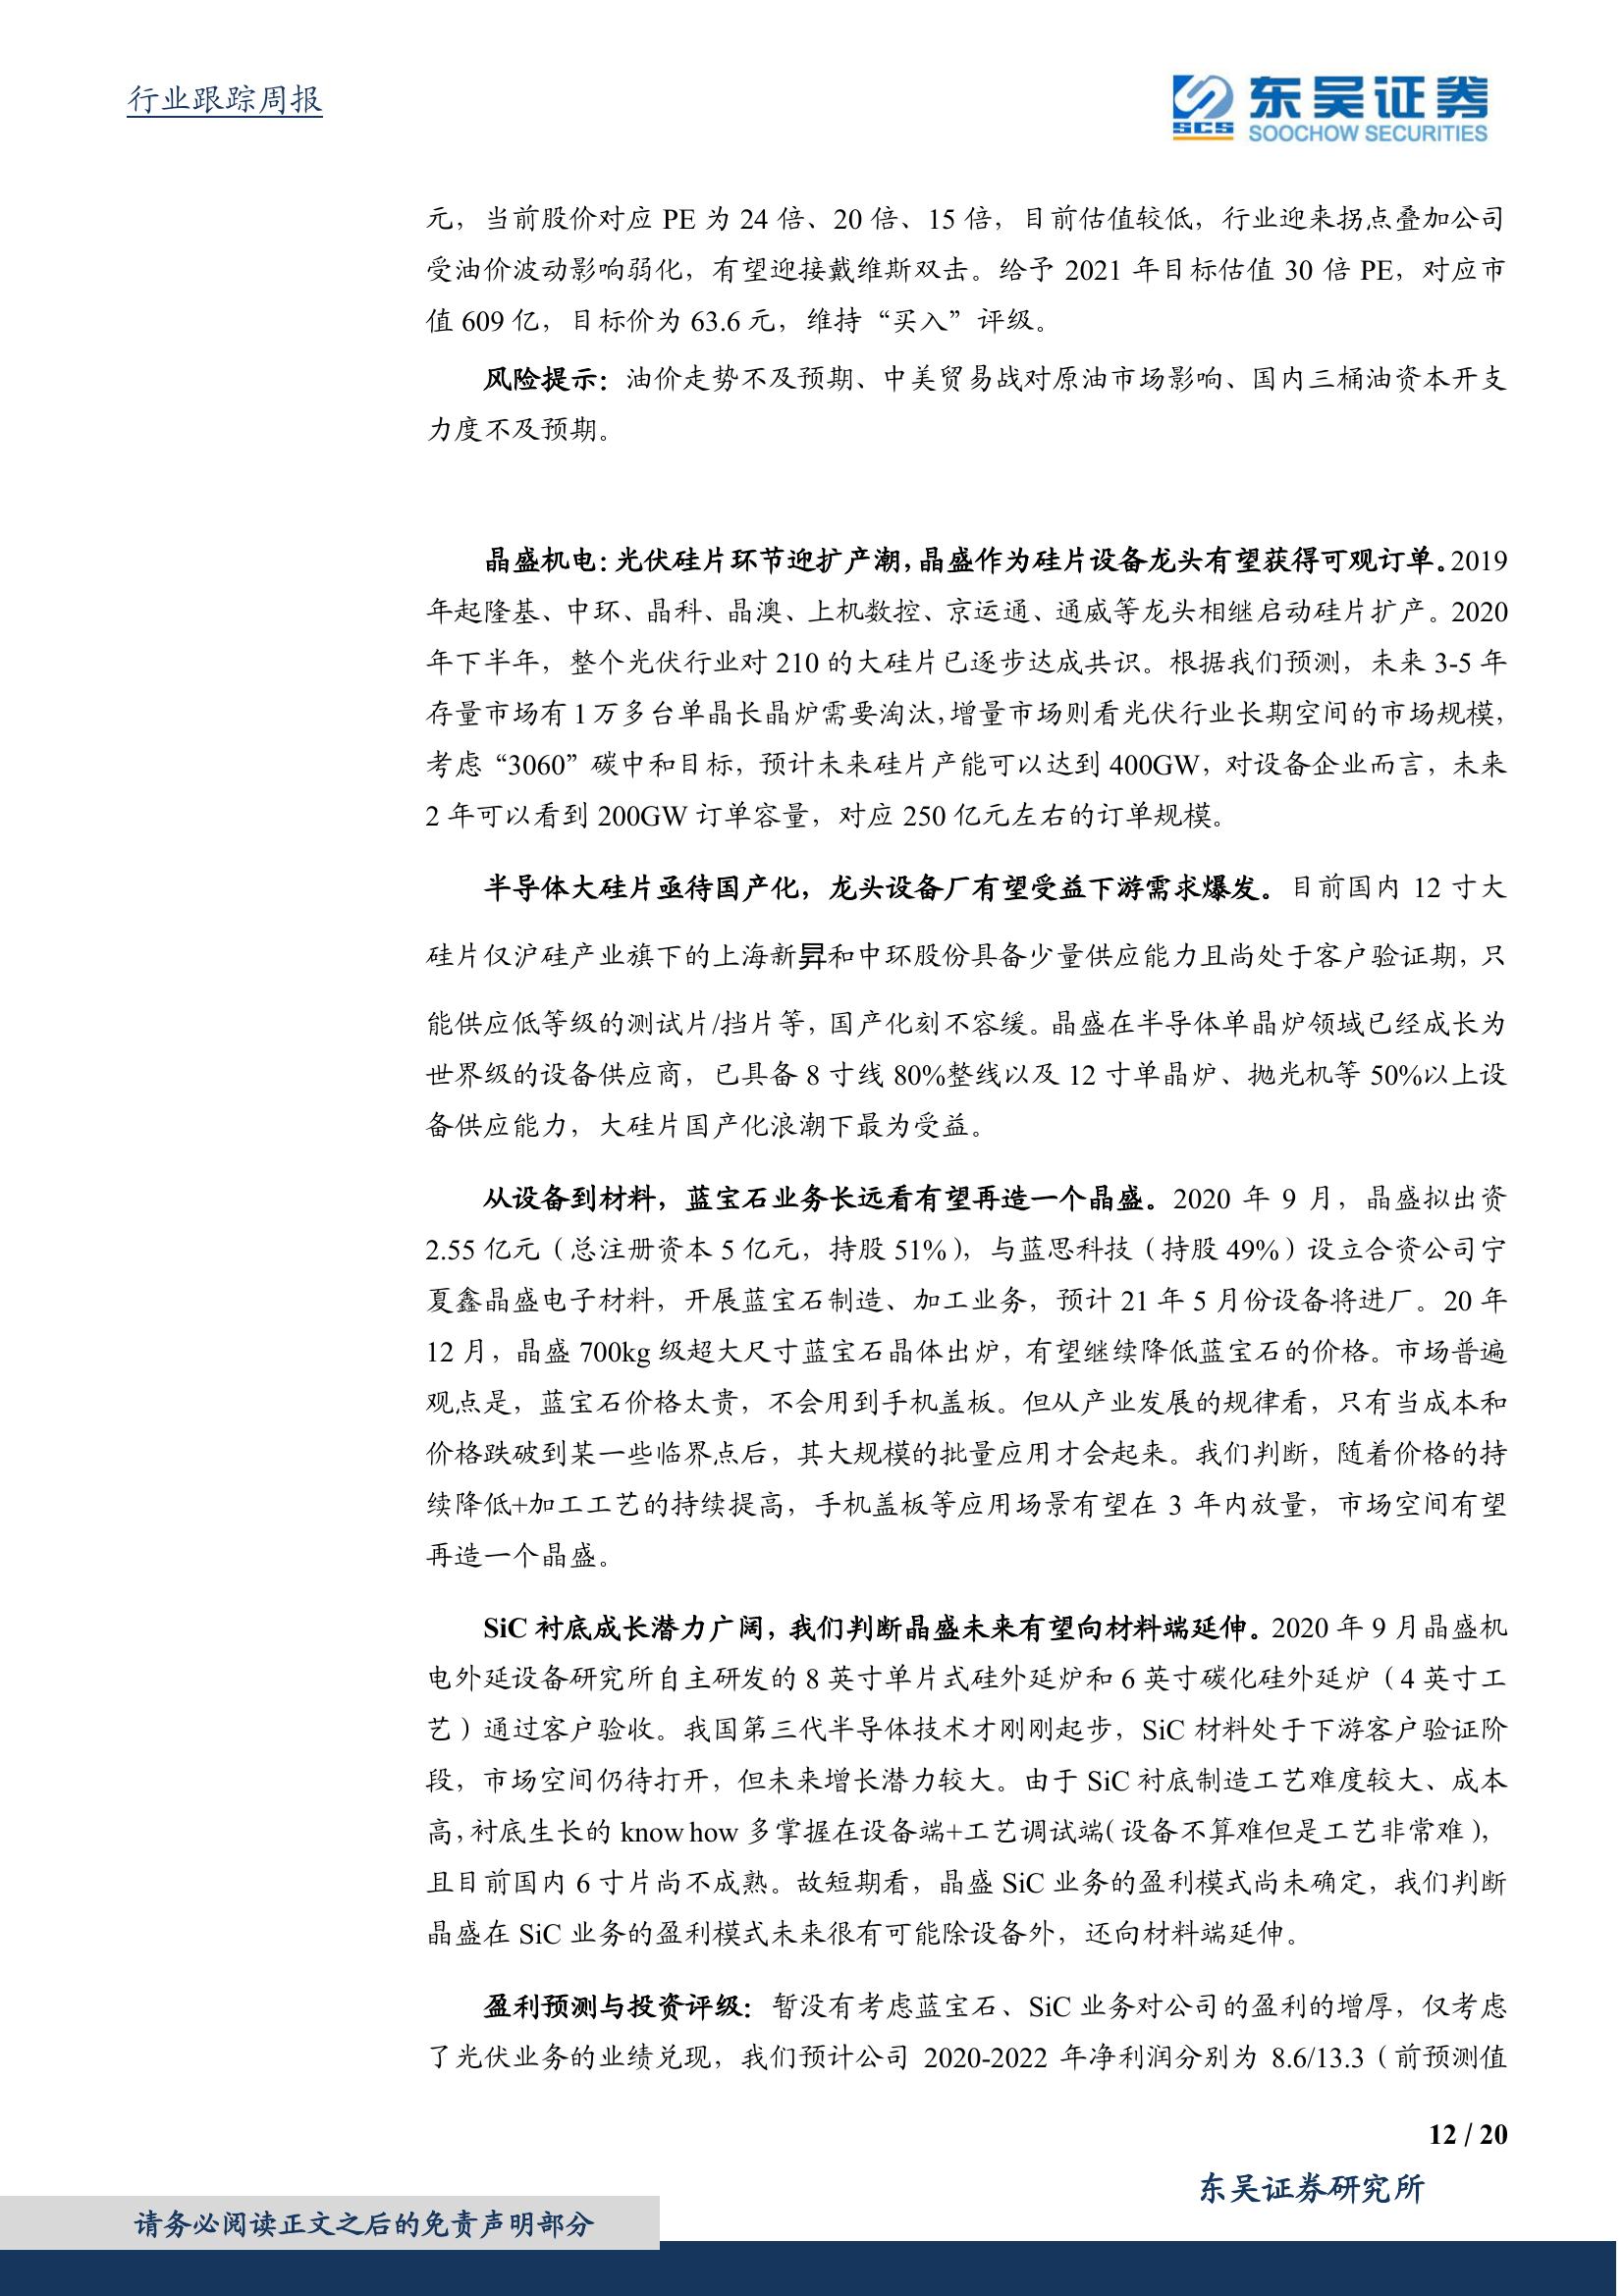 行业跟踪周报
东吴证券
SCS
SOOCHOW SECURITIES
元，当前股价对应 PE 为 24 倍、20 倍、15 倍，目前估值较低，行业迎来拐点叠加公司
受油价波动影响弱化，有望迎接戴维斯双击。给予 2021 年目标估值 30 倍 PE，对应市
值 609 亿，目标价为 63.6 元，维持“买入”评级。
风险提示：油价走势不及预期、中美贸易战对原油市场影响、国内三桶油资本开支
力度不及预期。
晶盛机电：光伏硅片环节迎扩产潮，晶盛作为硅片设备龙头有望获得可观订单。2019
年起隆基、中环、晶科、晶澳、上机数控、京运通、通威等龙头相继启动硅片扩产。2020
年下半年，整个光伏行业对 210 的大硅片已逐步达成共识。根据我们预测，未来 3-5 年
存量市场有 1 万多台单晶长晶炉需要淘汰，增量市场则看光伏行业长期空间的市场规模，
考虑“3060”碳中和目标，预计未来硅片产能可以达到 400GW，对设备企业而言，未来
2 年可以看到 200GW 订单容量，对应 250 亿元左右的订单规模。
半导体大硅片亟待国产化，龙头设备厂有望受益下游需求爆发。目前国内 12 寸大
硅片仅沪硅产业旗下的上海新昇和中环股份具备少量供应能力且尚处于客户验证期，只
能供应低等级的测试片/挡片等，国产化刻不容缓。晶盛在半导体单晶炉领域已经成长为
世界级的设备供应商，已具备 8 寸线 80%整线以及 12 寸单晶炉、抛光机等 50%以上设
备供应能力，大硅片国产化浪潮下最为受益。
从设备到材料，蓝宝石业务长远看有望再造一个晶盛。2020 年 9 月，晶盛拟出资
2.55 亿元（总注册资本 5 亿元，持股 51%），与蓝思科技（持股 49%）设立合资公司宁
夏鑫晶盛电子材料，开展蓝宝石制造、加工业务，预计 21 年 5 月份设备将进厂。20 年
12 月，晶盛 700kg 级超大尺寸蓝宝石晶体出炉，有望继续降低蓝宝石的价格。市场普遍
观点是，蓝宝石价格太贵，不会用到手机盖板。但从产业发展的规律看，只有当成本和
价格跌破到某一些临界点后，其大规模的批量应用才会起来。我们判断，随着价格的持
续降低+加工工艺的持续提高，手机盖板等应用场景有望在 3 年内放量，市场空间有望
再造一个晶盛。
SiC 衬底成长潜力广阔，我们判断晶盛未来有望向材料端延伸。2020 年 9 月晶盛机
电外延设备研究所自主研发的 8 英寸单片式硅外延炉和 6 英寸碳化硅外延炉（4 英寸工
艺）通过客户验收。我国第三代半导体技术才刚刚起步，SiC 材料处于下游客户验证阶
段，市场空间仍待打开，但未来增长潜力较大。由于 SiC 衬底制造工艺难度较大、成本
高，衬底生长的 know how 多掌握在设备端+工艺调试端（设备不算难但是工艺非常难），
且目前国内 6 寸片尚不成熟。故短期看，晶盛 SiC 业务的盈利模式尚未确定，我们判断
晶盛在 SiC 业务的盈利模式未来很有可能除设备外，还向材料端延伸。
盈利预测与投资评级：暂没有考虑蓝宝石、SiC 业务对公司的盈利的增厚，仅考虑
了光伏业务的业绩兑现，我们预计公司 2020-2022 年净利润分别为 8.6/13.3（前预测值
12 / 20
东吴证券研究所
请务必阅读正文之后的免责声明部分